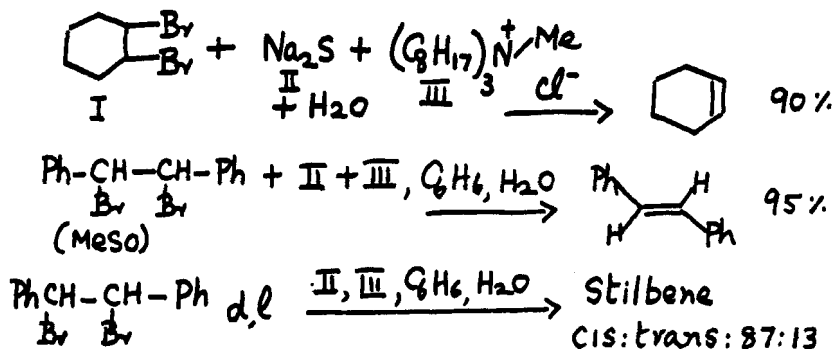 Br
Br + Na2S + (C8H17)3N+ Me
II III Cl-
I + H2O 90%
Ph-CH-CH-Ph + II + III, C6H6, H2O Ph H 95%
Br Br H Ph
(Meso)
PhCH-CH-Ph d,l II, III, C6H6, H2O Stilbene
Br Br cis:trans: 87:13